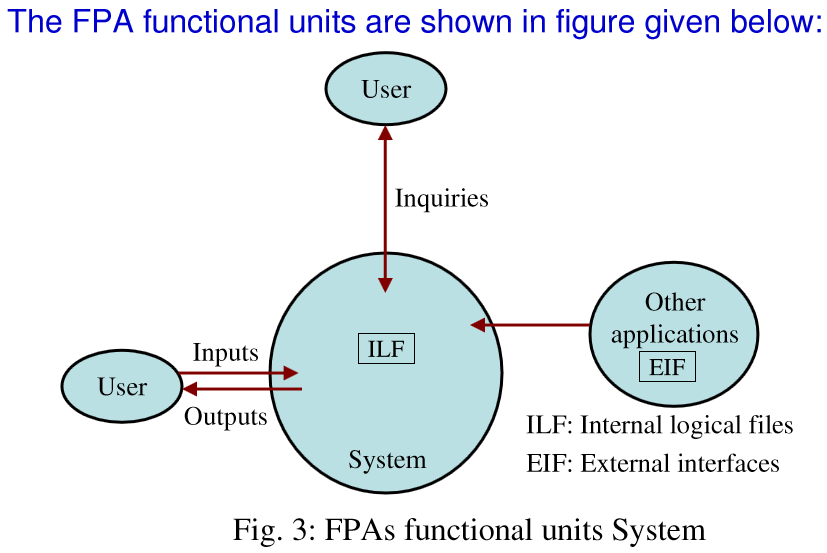 The FPA functional units are shown in figure given below:
User
Inquiries
Other
applications
EIF
ILF
Inputs
User
Outputs
ILF: Internal logical files
System
EIF: External interfaces
Fig. 3: FPAs functional units System